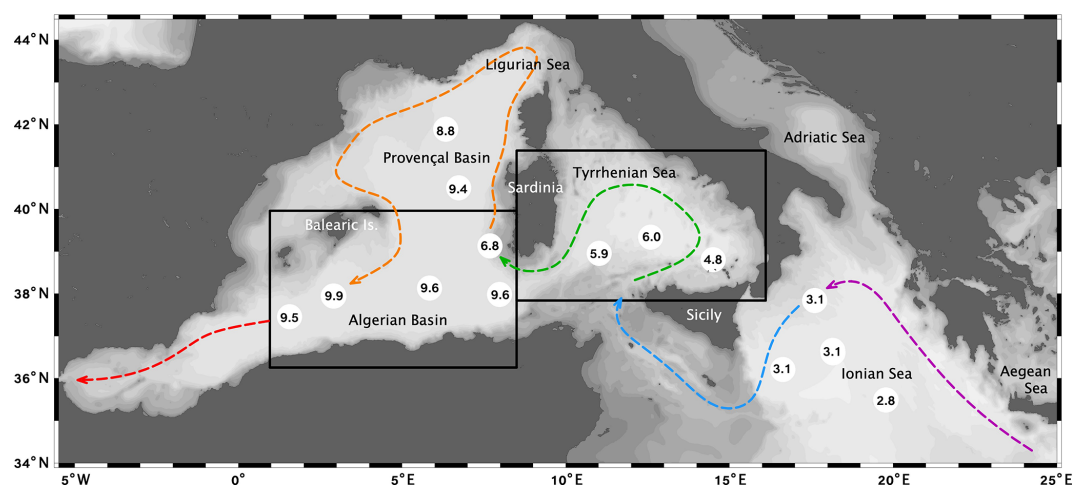 44°N
Ligurian Sea
42°N
8.8
Adriatic Sea
Provençal Basin
9.4
Sardinia
Tyrrhenian Sea
40°N
Balearic Is.
6.8
5.9
6.0
4.8
38°N
9.5
9.9
9.6
9.6
3.1
Algerian Basin
Sicily
3.1
3.1
Ionian Sea
Aegean
Sea
2.8
36°N
34°N
5°W
0°
5°E
10°E
15°E
20°E
25°E